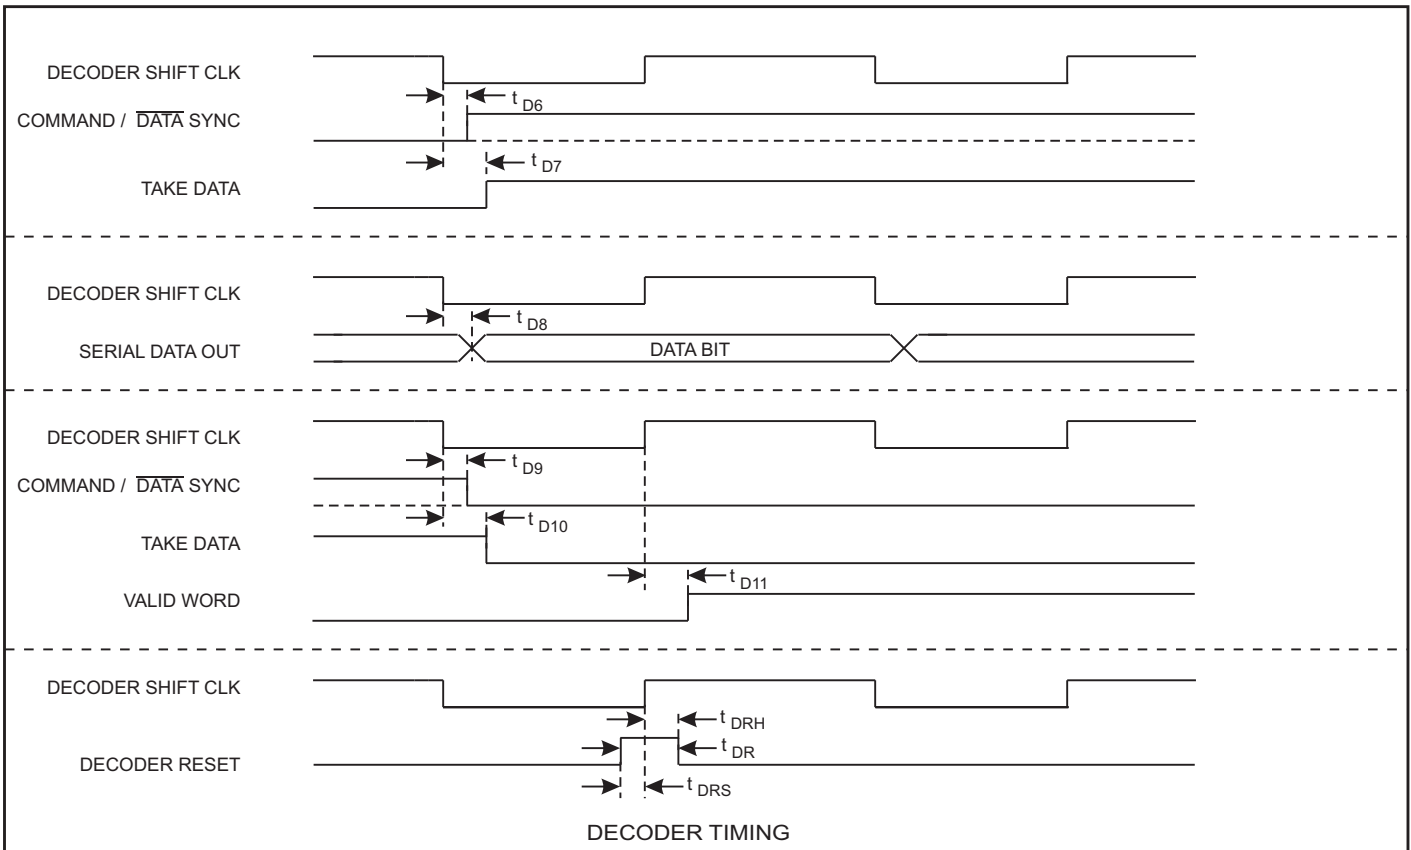 DECODER SHIFT CLK
t D6
COMMAND / DATA SYNC
t D7
TAKE DATA
DECODER SHIFT CLK
t D8
SERIAL DATA OUT DATA BIT
DECODER SHIFT CLK
t D9
COMMAND / DATA SYNC
t D10
TAKE DATA
t D11
VALID WORD
DECODER SHIFT CLK
t DRH
t DR
DECODER RESET
t DRS
DECODER TIMING